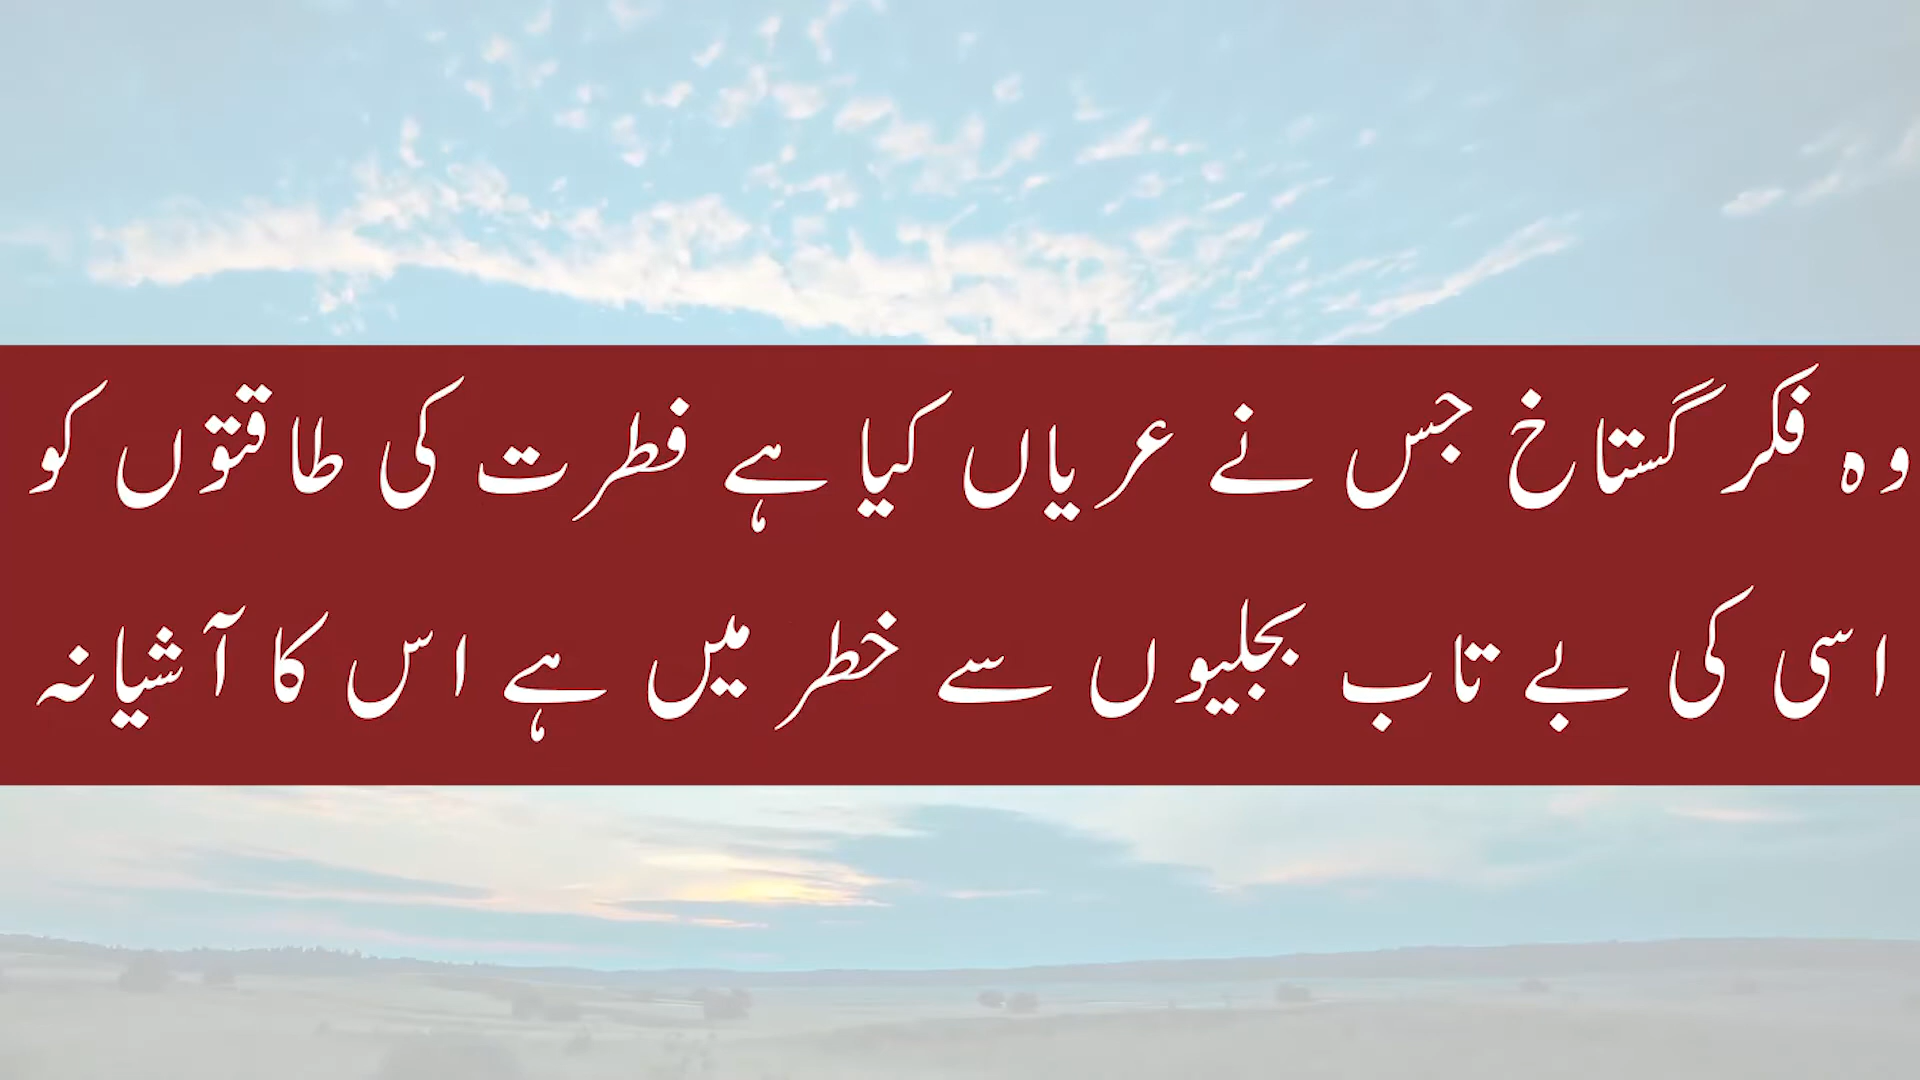 وہ فکر گستاخ جس نے عریاں کیا ہے فطرت کی طاقتوں کو
اسی کی بے تاب بجلیوں سے خطر میں ہے اس کا آشیانہ